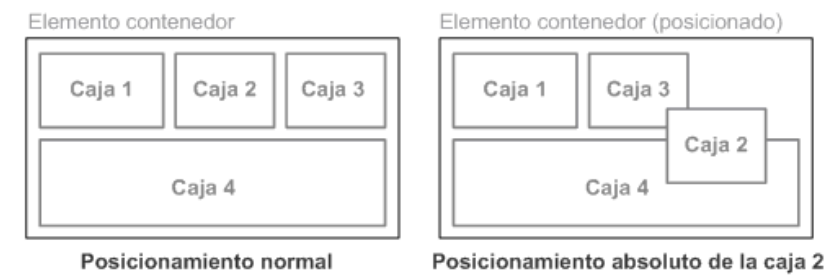 Elemento contenedor
Caja 1
Caja 2
Caja 3
Caja 4
Posicionamiento normal
Elemento contenedor (posicionado)
Caja 1
Caja 3
Caja 2
Caja 4
Posicionamiento absoluto de la caja 2